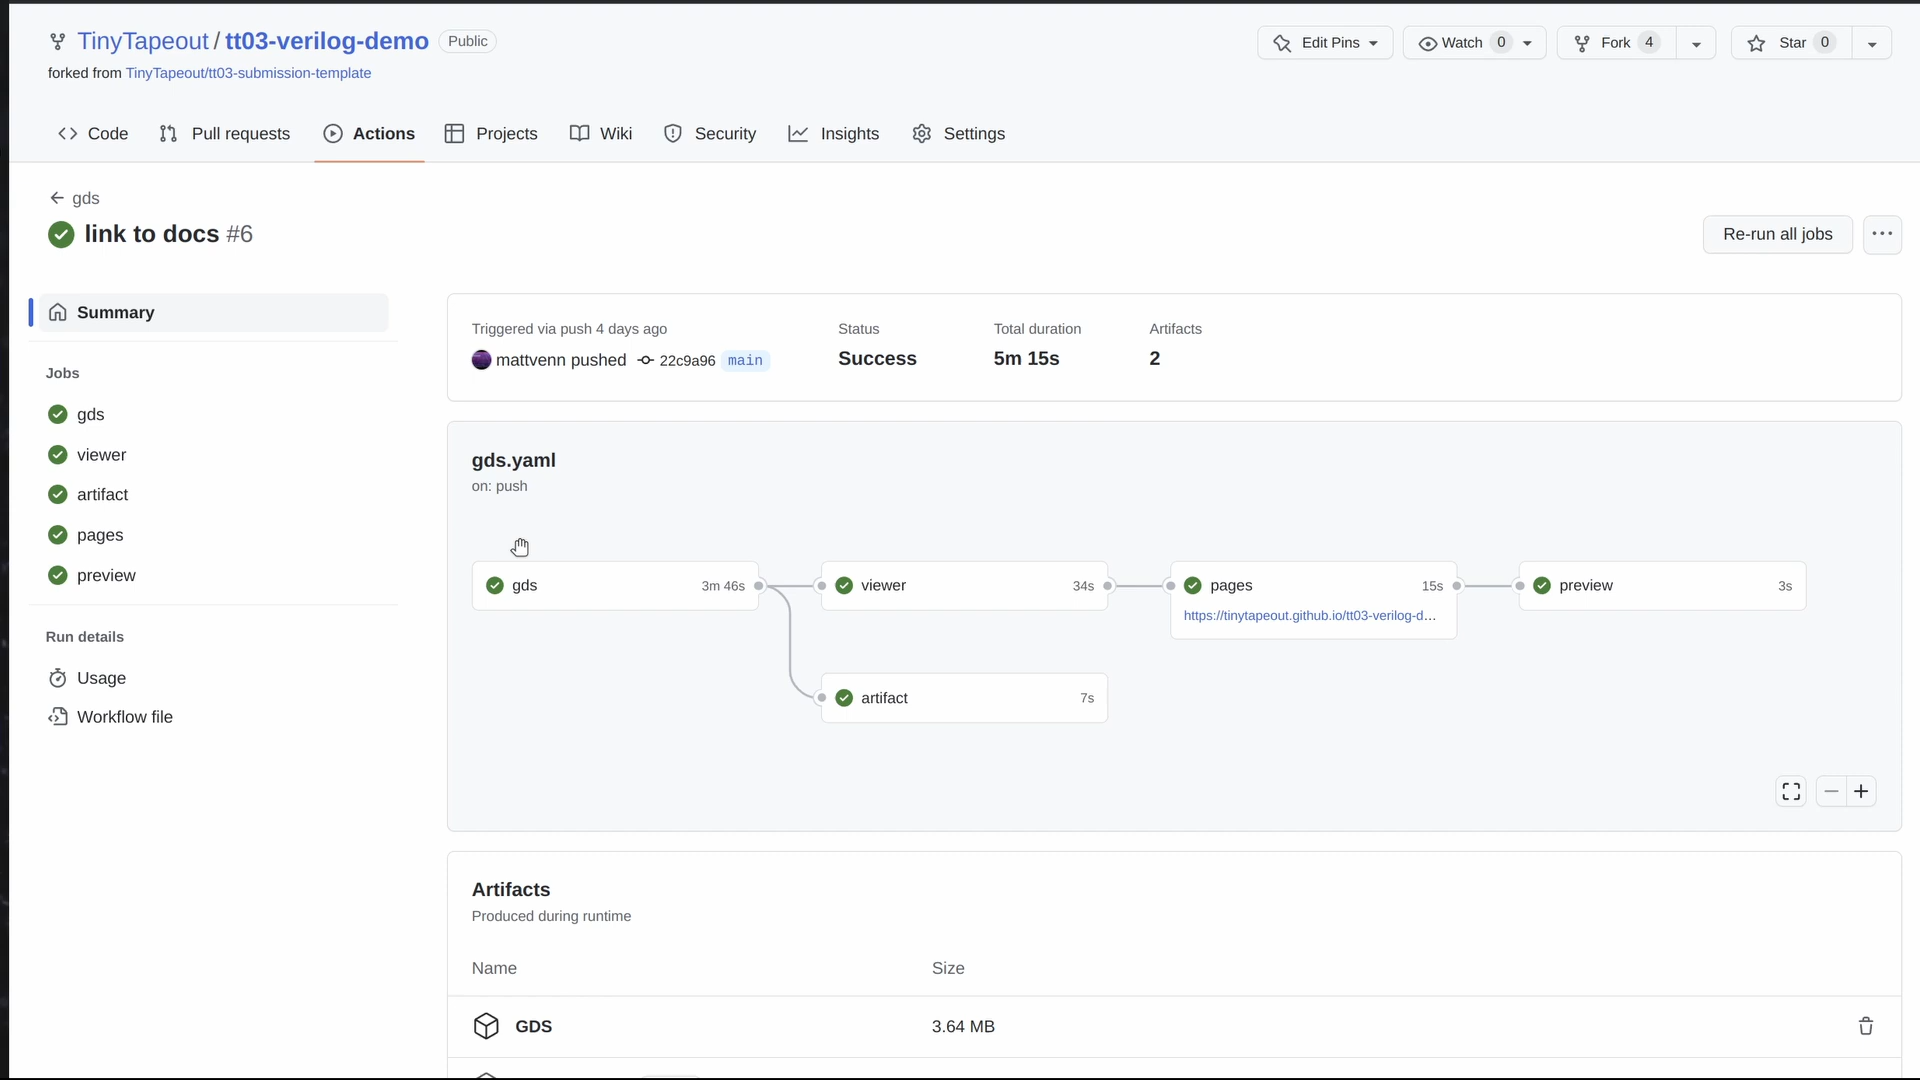 TinyTapeout / tt03-verilog-demo Public
Edit Pins Watch 0 Fork 4 Star 0
forked from TinyTapeout/tt03-submission-template
Code Pull requests Actions Projects Wiki Security Insights Settings
gds
link to docs #6
Re-run all jobs
Summary
Jobs
gds
viewer
artifact
pages
preview
Run details
Usage
Workflow file
Triggered via push 4 days ago
mattvenn pushed 22c9a96 main
Status
Success
Total duration
5m 15s
Artifacts
2
gds.yaml
on: push
gds 3m 46s
viewer 34s
pages 15s
https://tinytapeout.github.io/tt03-verilog-d...
preview 3s
artifact 7s
Artifacts
Produced during runtime
Name Size
GDS 3.64 MB